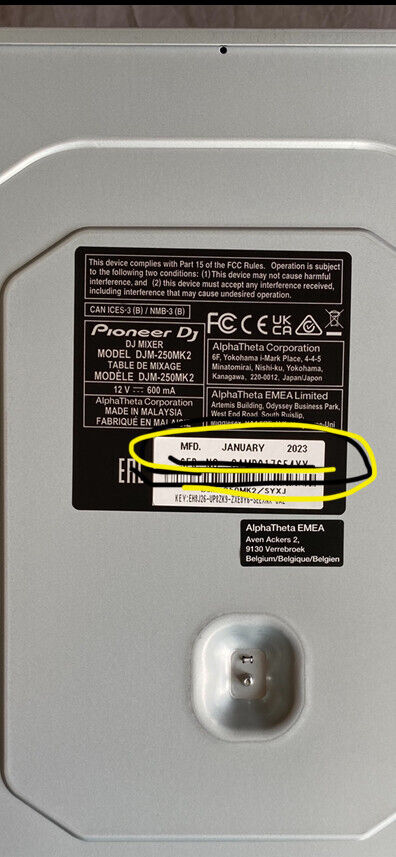 This device complies with Part 15 of the FCC Rules. Operation is subject
to the following two conditions: (1) This device may not cause harmful
interference, and (2) this device must accept any interference received,
including interference that may cause undesired operation.
CAN ICES-3 (B) / NMB-3 (B)
Pioneer Dj
DJ MIXER
MODEL DJM-250MK2
TABLE DE MIXAGE
MODÈLE DJM-250MK2
12 V ⎓ 600 mA
AlphaTheta Corporation
MADE IN MALAYSIA
FABRIQUÉ EN
FC CE UK
CA
AlphaTheta Corporation
6F, Yokohama i-Mark Place, 4-4-5
Minatomirai, Nishi-ku, Yokohama,
Kanagawa, 220-0012, Japan/Japon
AlphaTheta EMEA Limited
Artemis Building, Odyssey Business Park,
West End Road, South Ruislip,
MFD. JANUARY 2023
EAC
AlphaTheta EMEA
Aven Ackers 2,
9130 Verrebroek
Belgium/Belgique/Belgien